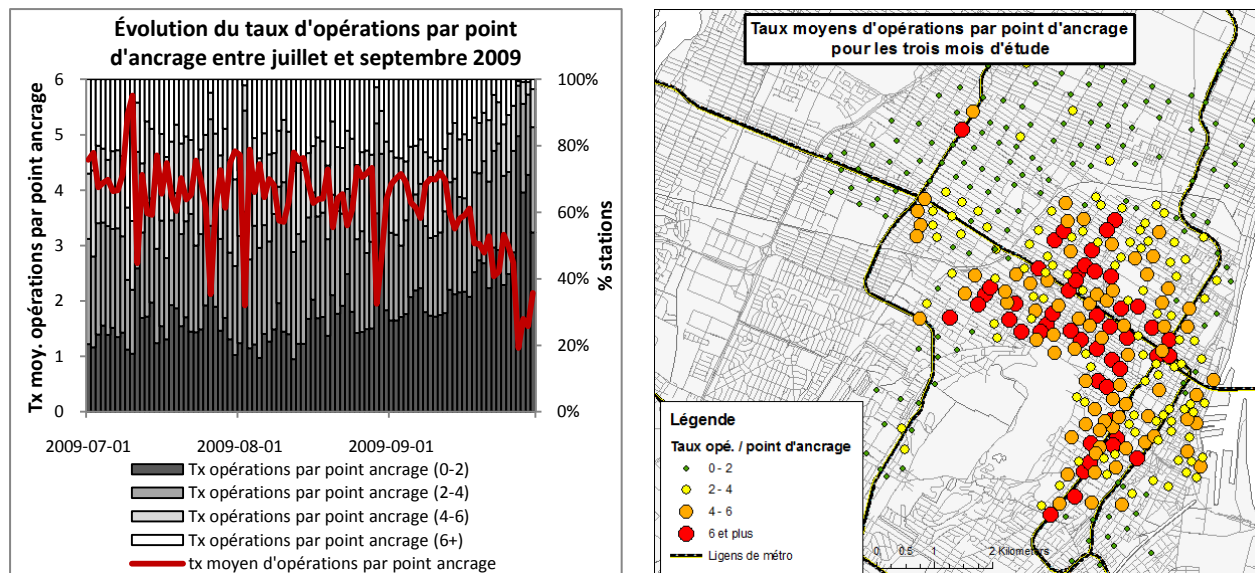 Évolution du taux d'opérations par point
d'ancrage entre juillet et septembre 2009
Tx moy. opérations par point ancrage
6
5
4
3
2
1
0
100%
80%
60%
40%
20%
0%
% stations
2009-07-01
2009-08-01
2009-09-01
Tx opérations par point ancrage (0-2)
Tx opérations par point ancrage (2-4)
Tx opérations par point ancrage (4-6)
Tx opérations par point ancrage (6+)
tx moyen d'opérations par point ancrage
Taux moyens d'opérations par point d'ancrage
pour les trois mois d'étude
Légende
Taux opé. / point d'ancrage
0 - 2
2 - 4
4 - 6
6 et plus
Ligens de métro
0 0.5 1 2 Kilometers